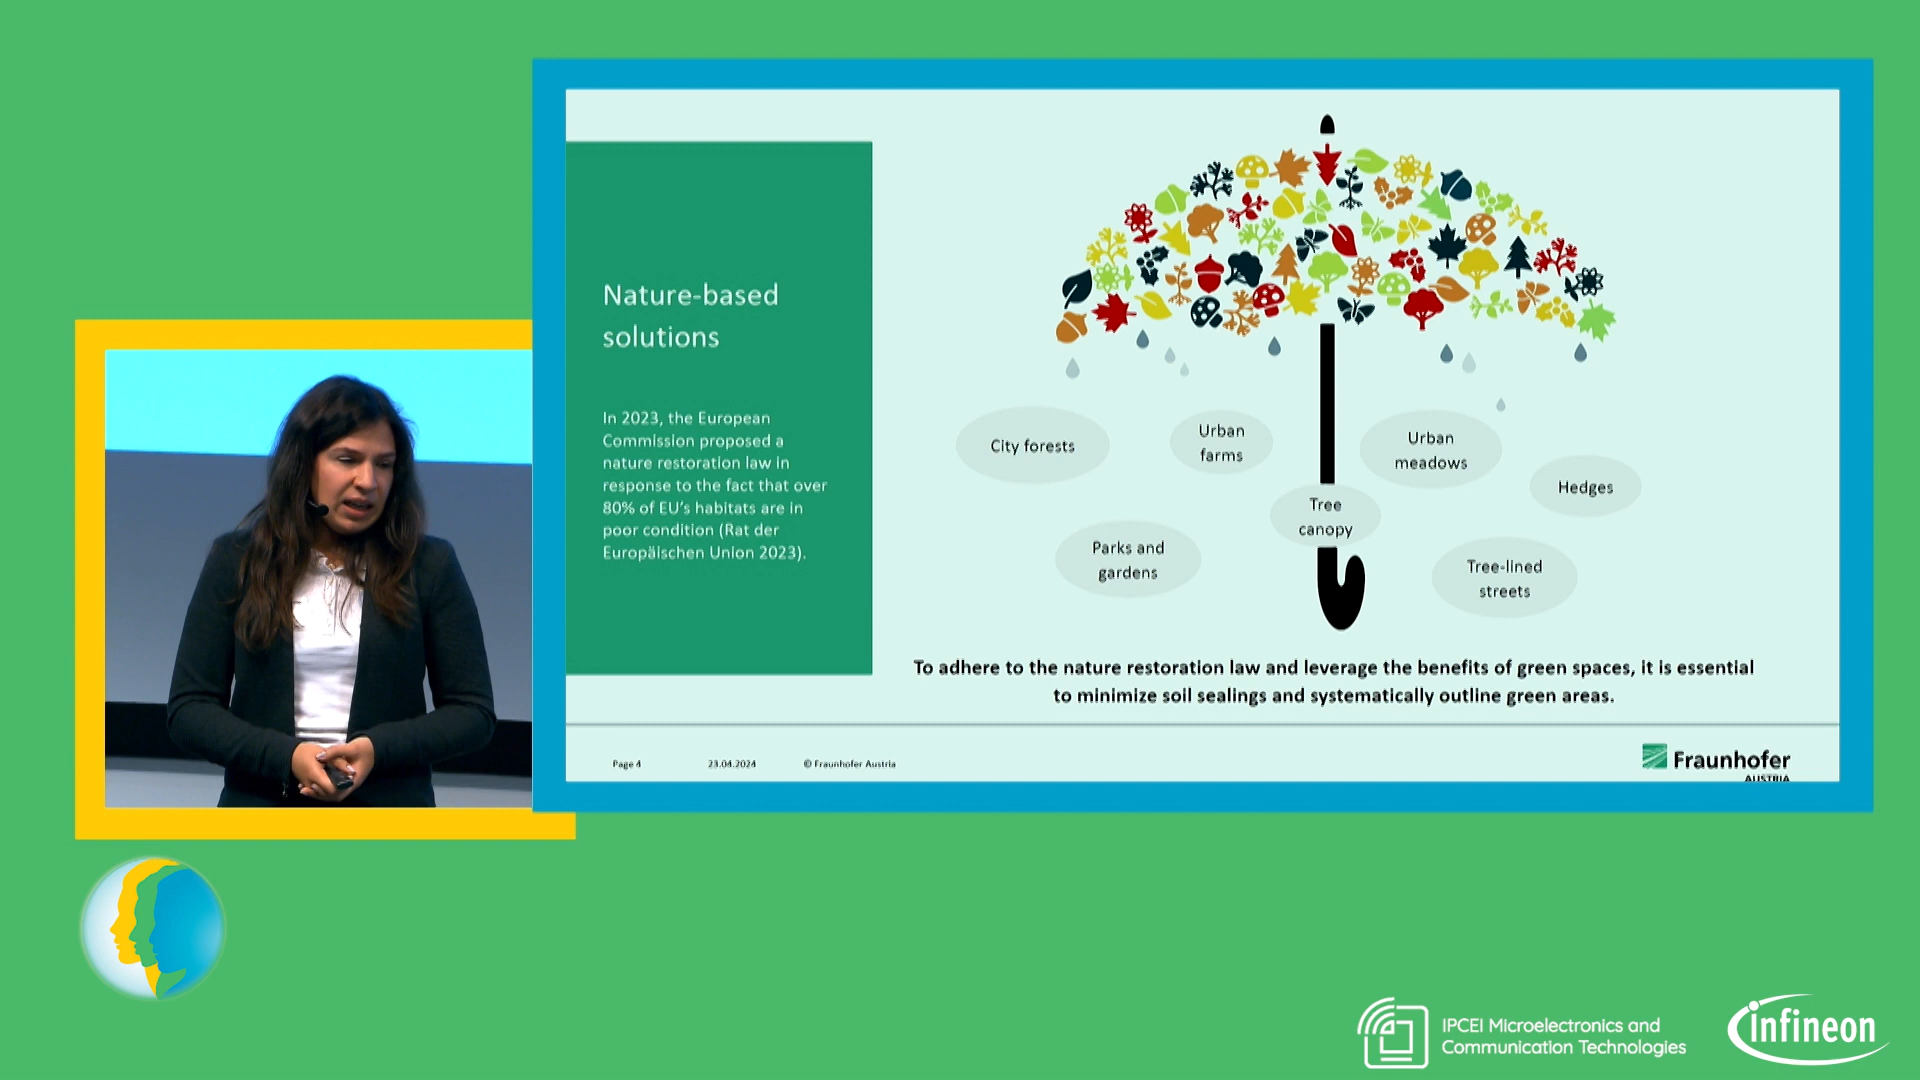 Nature-based
solutions
In 2023, the European
Commission proposed a
nature restoration law in
response to the fact that over
80% of EU's habitats are in
poor condition (Rat der
Europäischen Union 2023).
City forests
Urban
farms
Urban
meadows
Hedges
Tree
canopy
Parks and
gardens
Tree-lined
streets
To adhere to the nature restoration law and leverage the benefits of green spaces, it is essential
to minimize soil sealings and systematically outline green areas.
Page 4
23.04.2024
© Fraunhofer Austria
Fraunhofer
AUSTRIA
IPCEI Microelectronics and
Communication Technologies
infineon